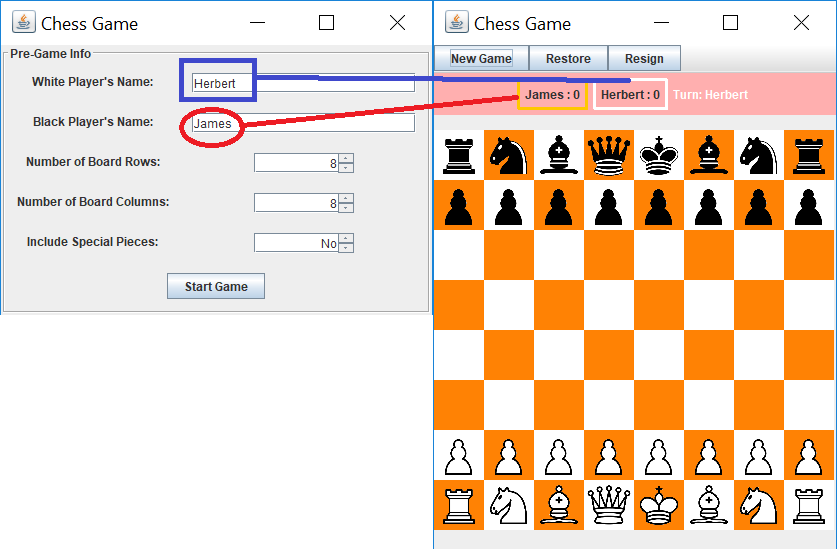 Chess Game
Pre-Game Info
White Player's Name:
Herbert
Black Player's Name:
James
Number of Board Rows:
8
Number of Board Columns:
8
Include Special Pieces:
No
Start Game
Chess Game
New Game
Restore
Resign
James : 0
Herbert : 0
Turn: Herbert